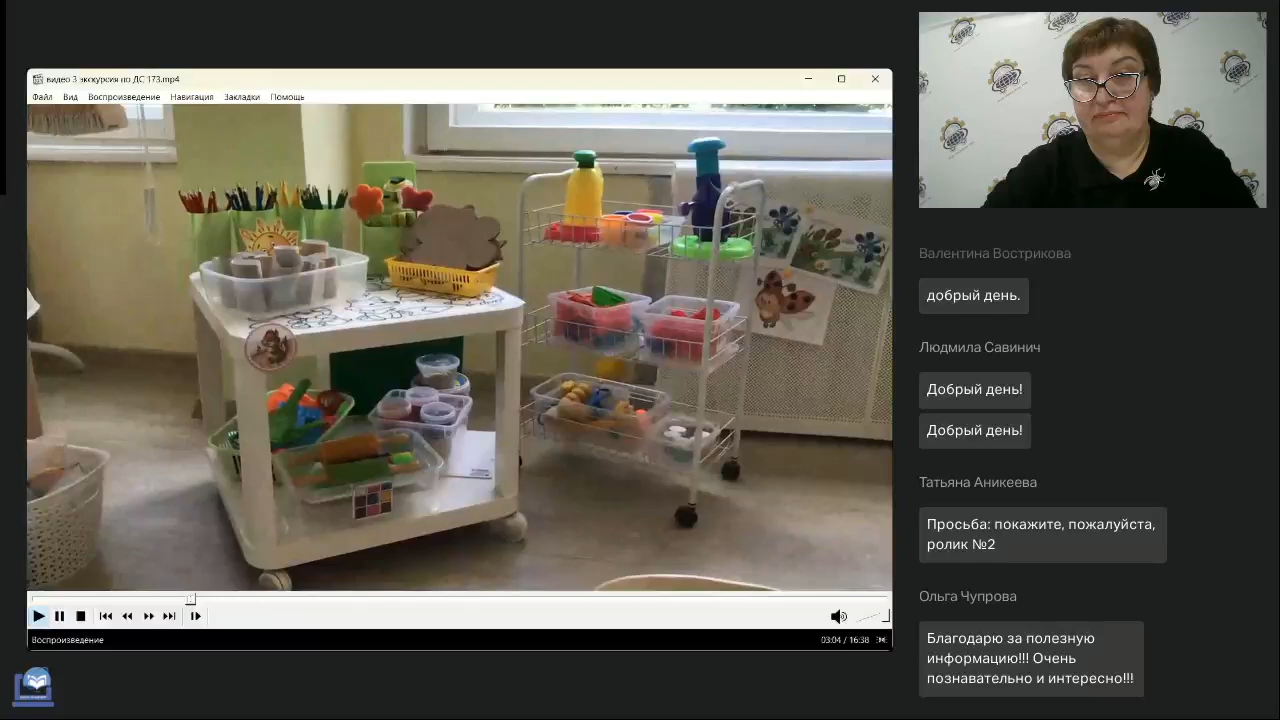 видео 3 экскурсия по ДС 173.mp4
Файл Вид Воспроизведение Навигация Закладки Помощь
Воспроизведение
03:04 / 16:38
Валентина Вострикова
добрый день.
Людмила Савинич
Добрый день!
Добрый день!
Татьяна Аникеева
Просьба: покажите, пожалуйста,
ролик №2
Ольга Чупрова
Благодарю за полезную
информацию!!! Очень
познавательно и интересно!!!